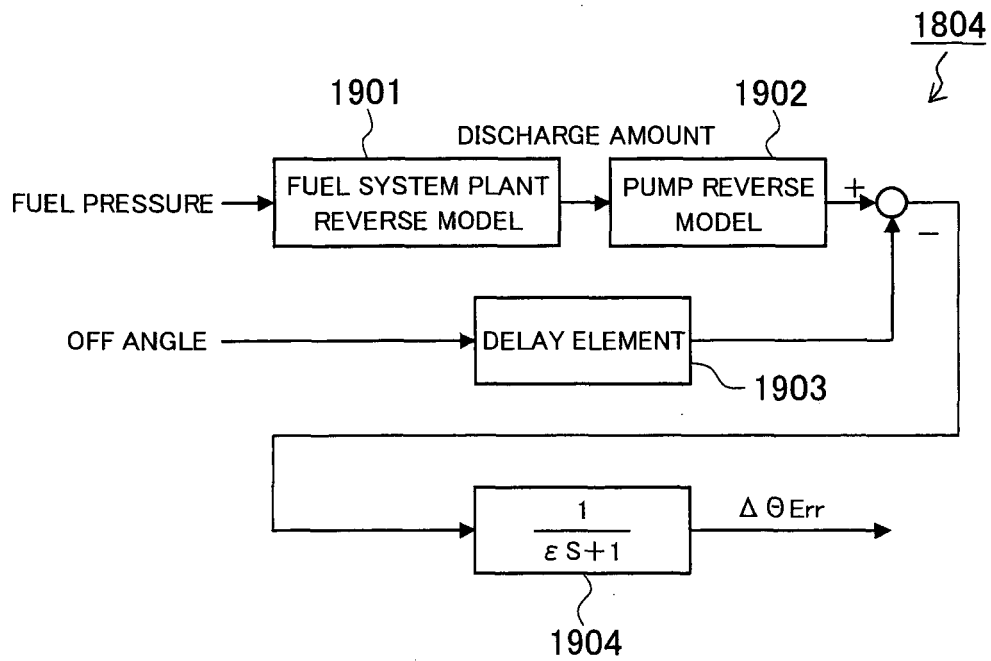 1804
1901
1902
DISCHARGE AMOUNT
FUEL PRESSURE
FUEL SYSTEM PLANT
REVERSE MODEL
PUMP REVERSE
MODEL
+
−
OFF ANGLE
DELAY ELEMENT
1903
1
εS+1
ΔΘErr
1904